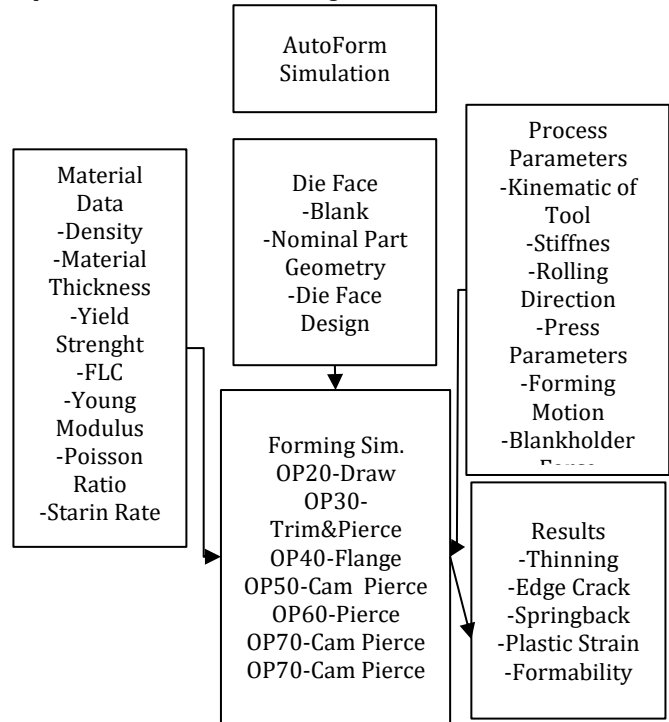 AutoForm
Simulation
Material
Data
-Density
-Material
Thickness
-Yield
Strenght
-FLC
-Young
Modulus
-Poisson
Ratio
-Starin Rate
Die Face
-Blank
-Nominal Part
Geometry
-Die Face
Design
Process
Parameters
-Kinematic of
Tool
-Stiffnes
-Rolling
Direction
-Press
Parameters
-Forming
Motion
-Blankholder
Forming Sim.
OP20-Draw
OP30-
Trim&Pierce
OP40-Flange
OP50-Cam Pierce
OP60-Pierce
OP70-Cam Pierce
OP70-Cam Pierce
Results
-Thinning
-Edge Crack
-Springback
-Plastic Strain
-Formability